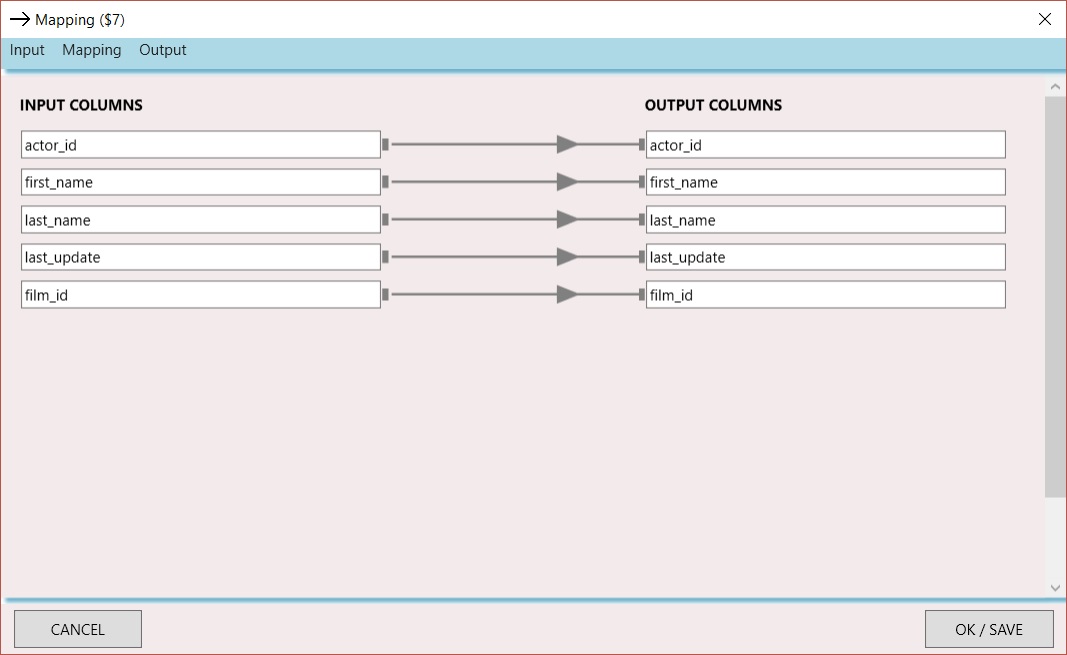 Mapping ($7)
Input Mapping Output
INPUT COLUMNS OUTPUT COLUMNS
actor_id actor_id
first_name first_name
last_name last_name
last_update last_update
film_id film_id
CANCEL OK / SAVE